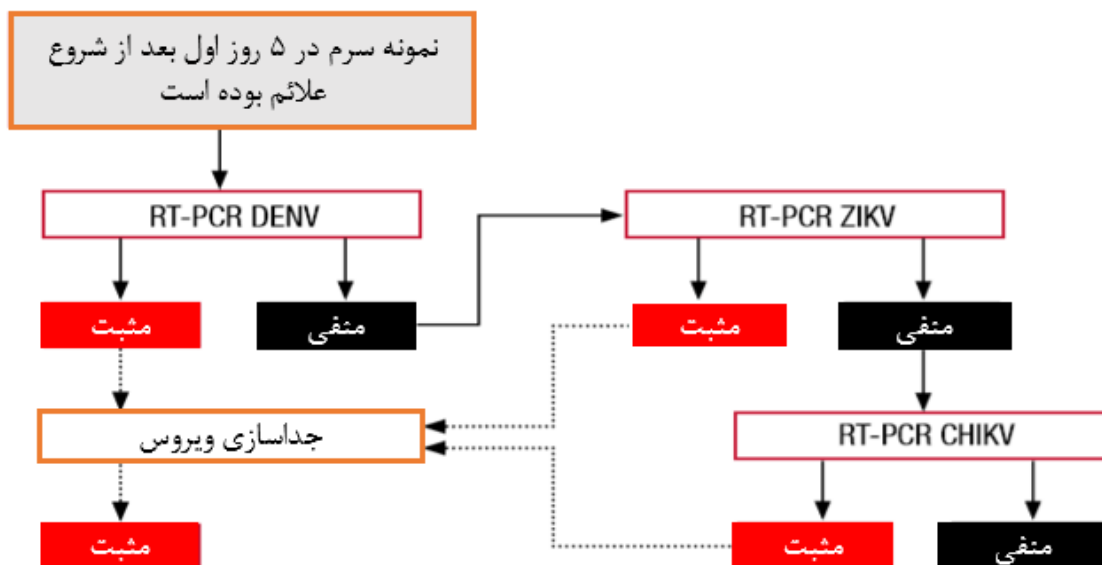 نمونه سرم در ۵ روز اول بعد از شروع
علائم بوده است
RT-PCR DENV
RT-PCR ZIKV
مثبت
منفی
مثبت
منفی
جداسازی ویروس
RT-PCR CHIKV
مثبت
مثبت
منفی